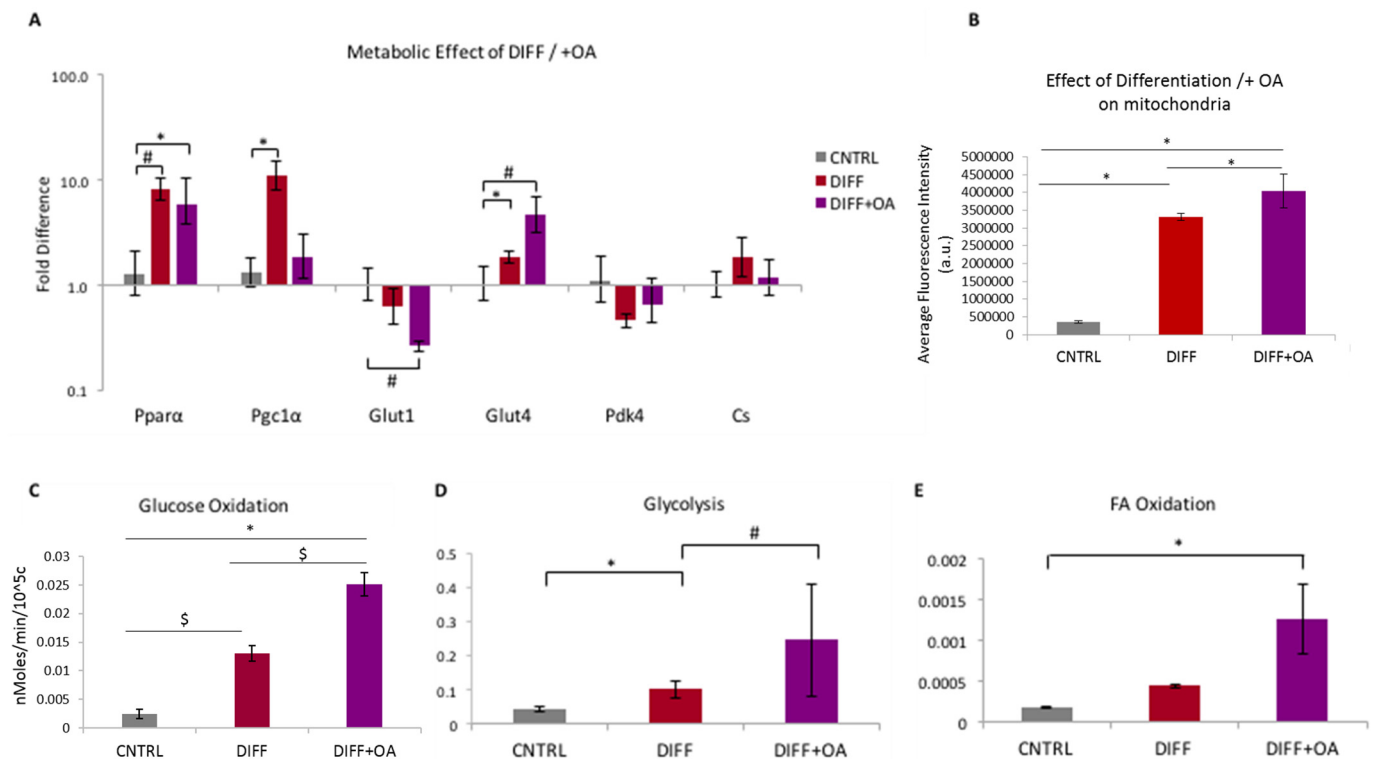 A
Metabolic Effect of DIFF / +OA
100.0
10.0
1.0
0.1
Fold Difference
*
#
*
#
#
*
CNTRL
DIFF
DIFF+OA
Pparα Pgc1α Glut1 Glut4 Pdk4 Cs
B
Effect of Differentiation /+ OA
on mitochondria
Average Fluorescence Intensity
(a.u.)
5000000
4500000
4000000
3500000
3000000
2500000
2000000
1500000
1000000
500000
0
*
*
*
CNTRL DIFF DIFF+OA
C
Glucose Oxidation
nMoles/min/10^5c
0.03
0.025
0.02
0.015
0.01
0.005
0
*
$
$
CNTRL DIFF DIFF+OA
D
Glycolysis
0.5
0.4
0.3
0.2
0.1
0
#
*
CNTRL DIFF DIFF+OA
E
FA Oxidation
0.002
0.0015
0.001
0.0005
0
*
CNTRL DIFF DIFF+OA